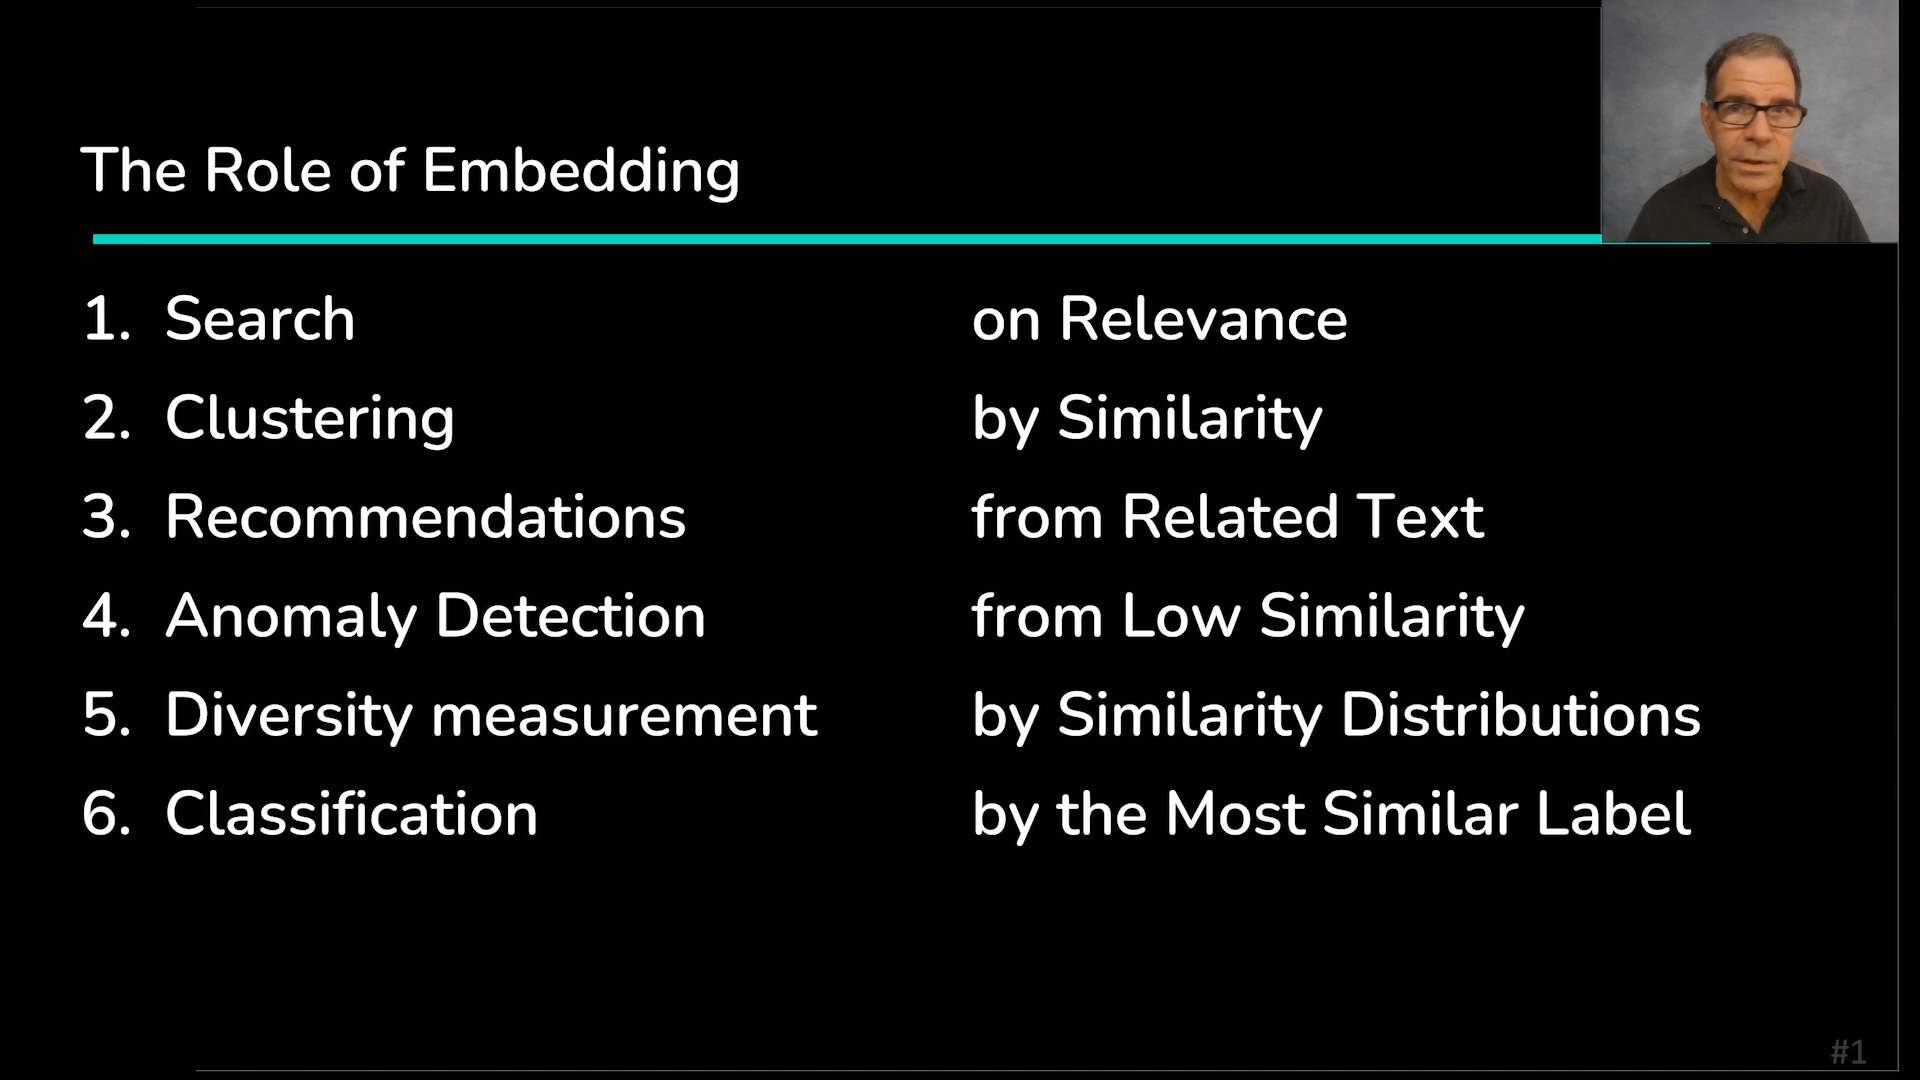 The Role of Embedding
1. Search on Relevance
2. Clustering by Similarity
3. Recommendations from Related Text
4. Anomaly Detection from Low Similarity
5. Diversity measurement by Similarity Distributions
6. Classification by the Most Similar Label
#1